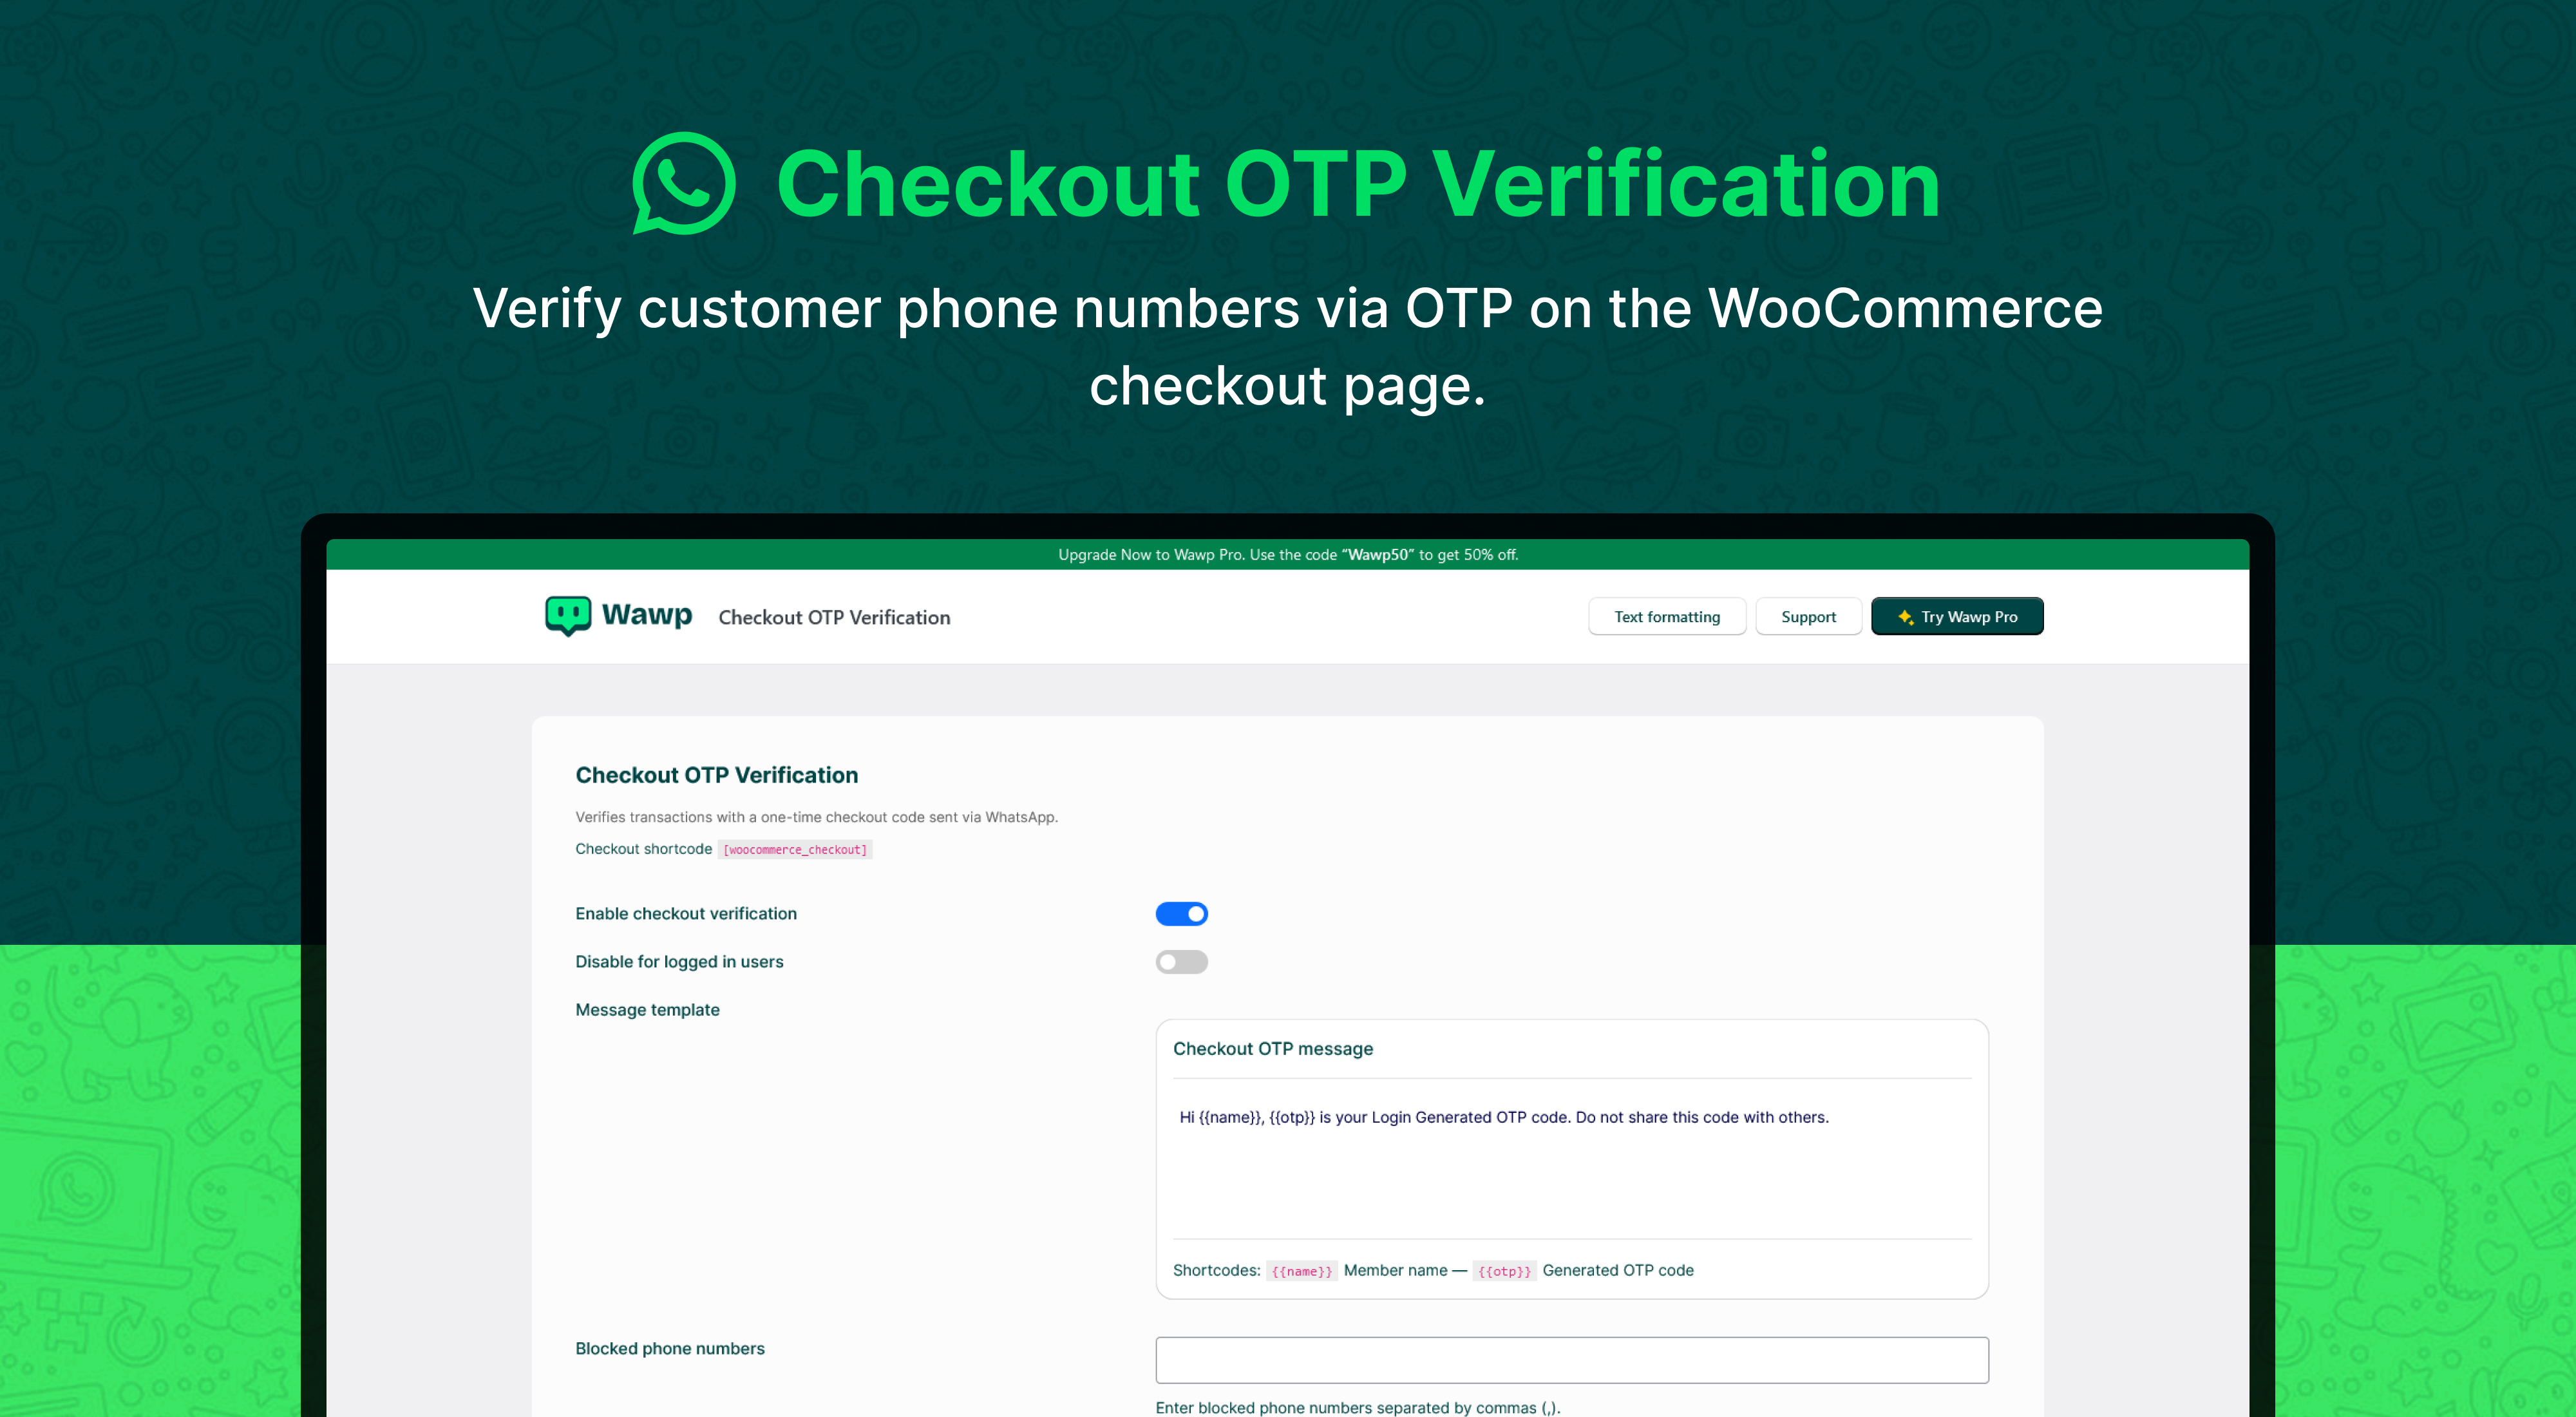 Checkout OTP Verification
Verify customer phone numbers via OTP on the WooCommerce
checkout page.
Upgrade Now to Wawp Pro. Use the code “Wawp50” to get 50% off.
Wawp Checkout OTP Verification Text formatting Support Try Wawp Pro
Checkout OTP Verification
Verifies transactions with a one-time checkout code sent via WhatsApp.
Checkout shortcode [woocommerce_checkout]
Enable checkout verification
Disable for logged in users
Message template
Checkout OTP message
Hi {{name}}, {{otp}} is your Login Generated OTP code. Do not share this code with others.
Shortcodes: {{name}} Member name — {{otp}} Generated OTP code
Blocked phone numbers
Enter blocked phone numbers separated by commas (,).